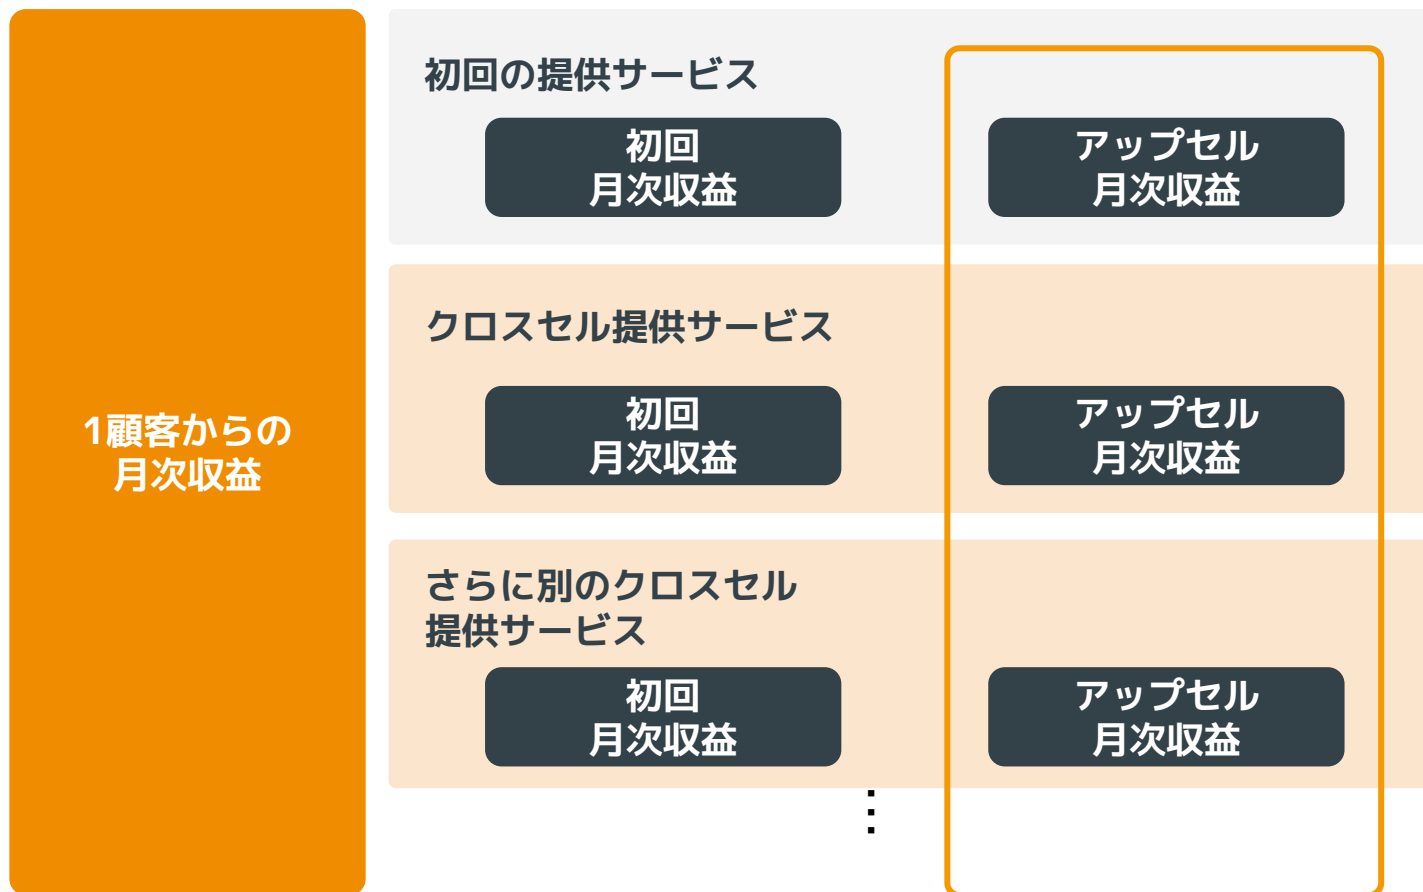 1顧客からの
月次収益
初回の提供サービス
初回
月次収益
アップセル
月次収益
クロスセル提供サービス
初回
月次収益
アップセル
月次収益
さらに別のクロスセル
提供サービス
初回
月次収益
アップセル
月次収益
⋮